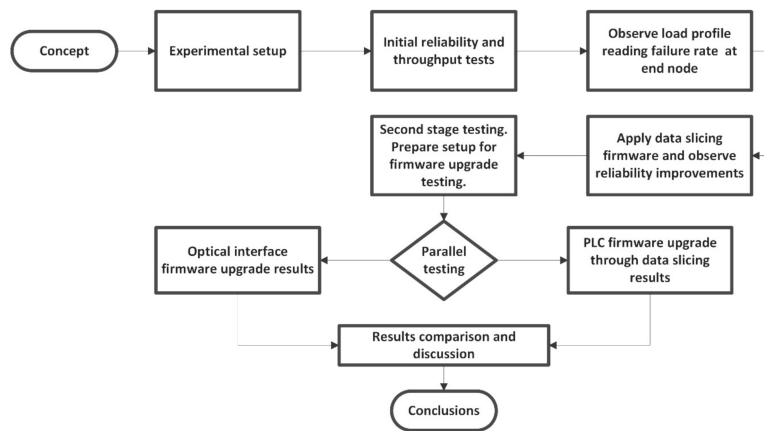 Concept
Experimental setup
Initial reliability and
throughput tests
Observe load profile
reading failure rate at
end node
Apply data slicing
firmware and observe
reliability improvements
Second stage testing.
Prepare setup for
firmware upgrade
testing.
Parallel
testing
Optical interface
firmware upgrade results
PLC firmware upgrade
through data slicing
results
Results comparison and
discussion
Conclusions